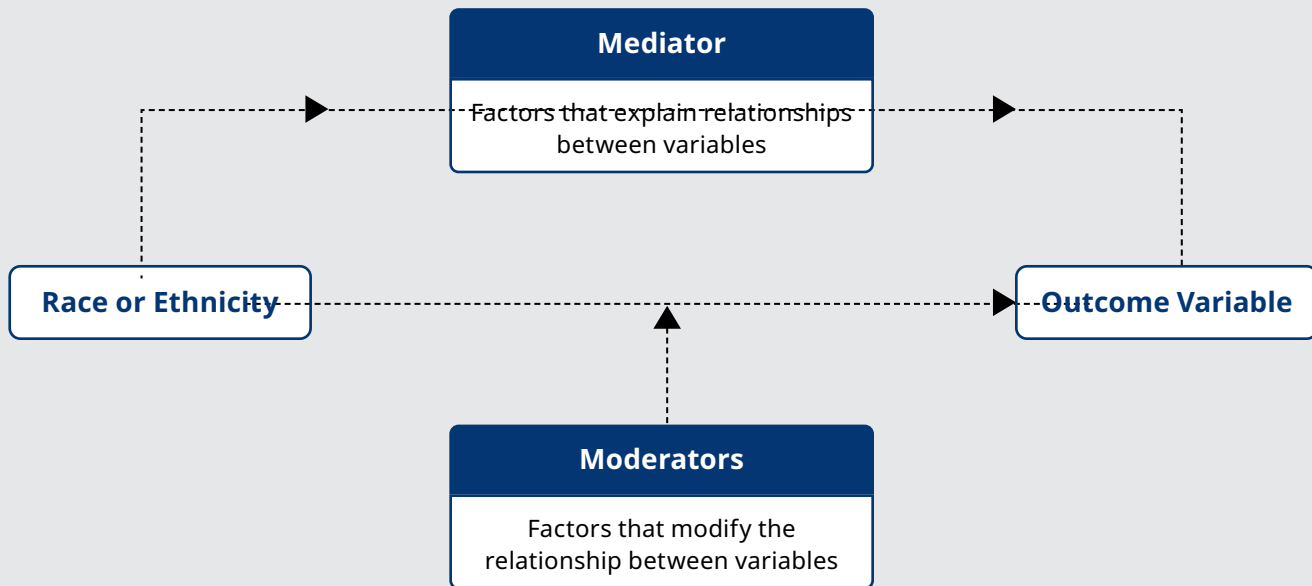 Mediator
Factors that explain relationships
between variables
Race or Ethnicity
Outcome Variable
Moderators
Factors that modify the
relationship between variables